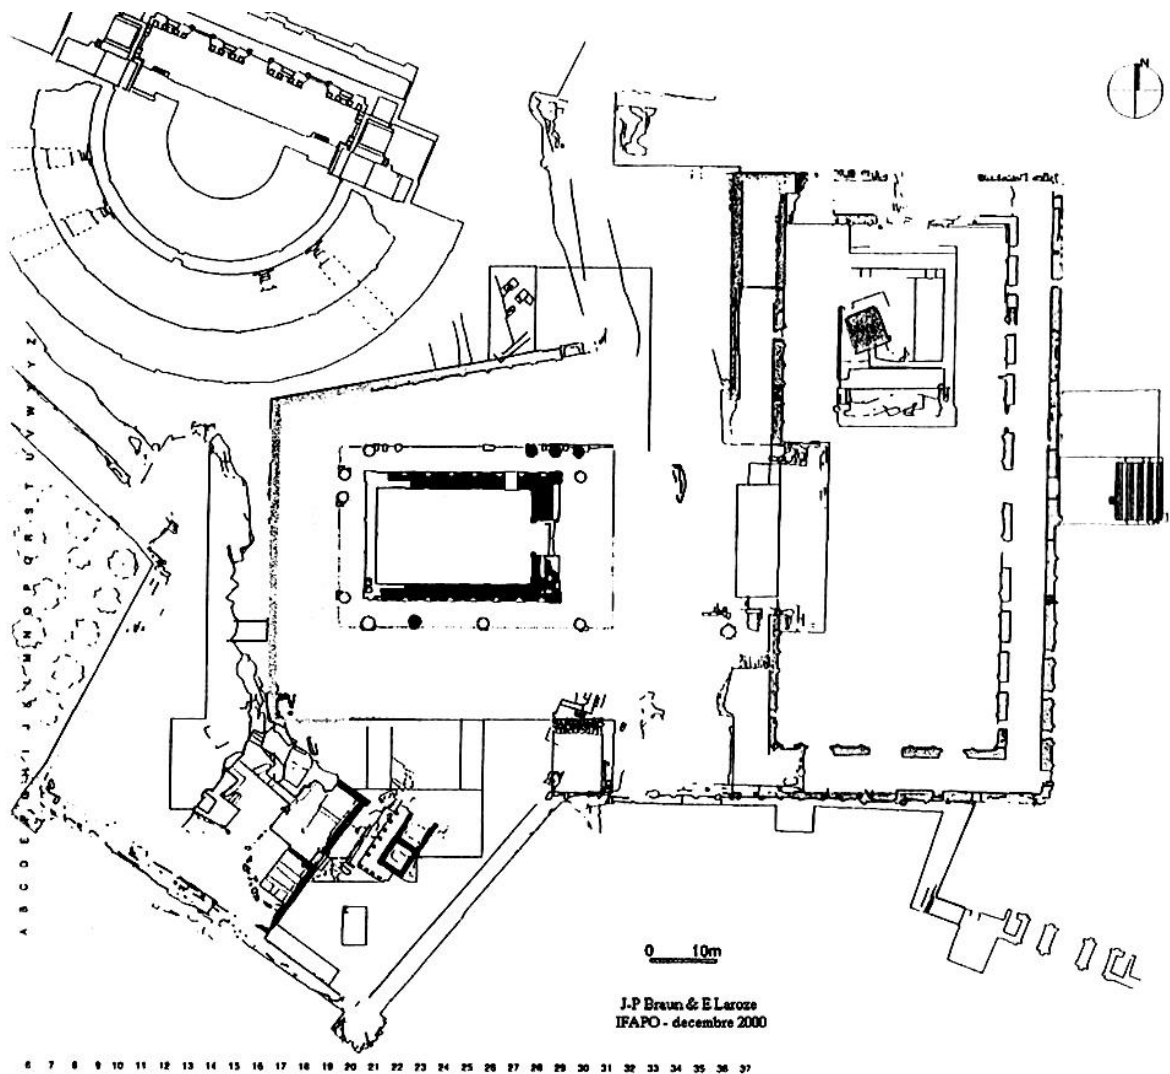 N
A B C D E F G H I J K L M N O P Q R S T U V W X Y Z
0 10m
J-P Braun & E Laroze
IFAPO - decembre 2000
6 7 8 9 10 11 12 13 14 15 16 17 18 19 20 21 22 23 24 25 26 27 28 29 30 31 32 33 34 35 36 37